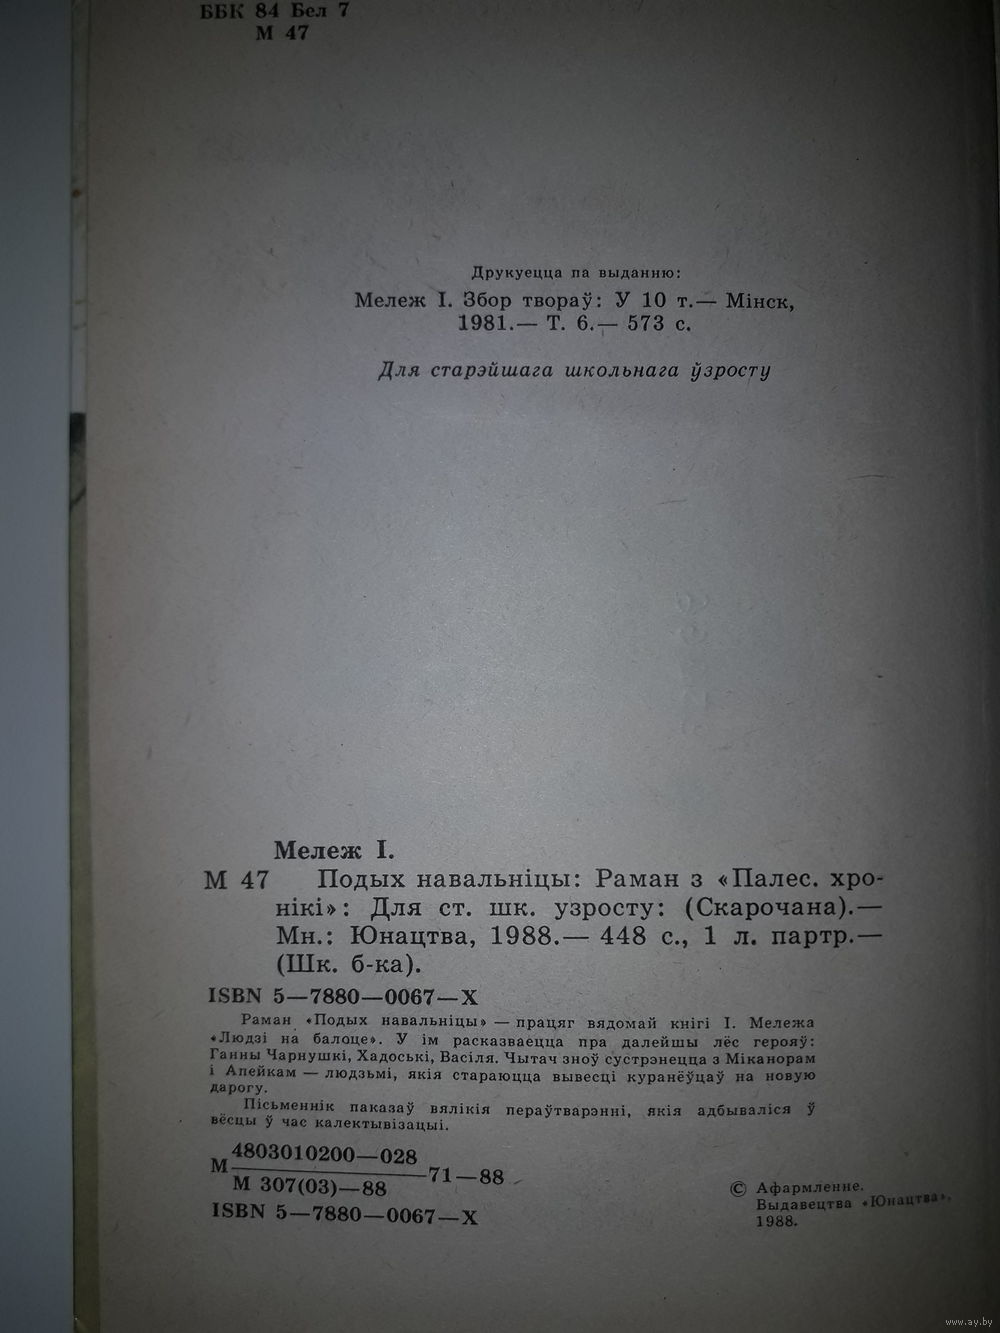 ББК 84 Бел 7
М 47
Друкуецца па выданню:
Мележ І. Збор твораў: У 10 т.— Мінск,
1981.— Т. 6.— 573 с.
Для старэйшага школьнага ўзросту
Мележ І.
М 47 Подых навальніцы: Раман з «Палес. хро-
нікі»: Для ст. шк. узросту: (Скарочана).—
Мн.: Юнацтва, 1988.— 448 с., 1 л. партр.—
(Шк. б-ка).
ISBN 5—7880—0067—X
Раман «Подых навальніцы» — працяг вядомай кнігі І. Мележа
«Людзі на балоце». У ім расказваецца пра далейшы лёс герояў:
Ганны Чарнушкі, Хадоські, Васіля. Чытач зноў сустрэнецца з Міканорам
і Апейкам — людзьмі, якія стараюцца вывесці куранёўцаў на новую
дарогу.
Пісьменнік паказаў вялікія пераўтварэнні, якія адбываліся ў
вёсцы ў час калектывізацыі.
М 4803010200—028
М 307(03)—88 71—88
ISBN 5—7880—0067—X
© Афармленне.
Выдавецтва «Юнацтва»,
1988.
www.ay.by